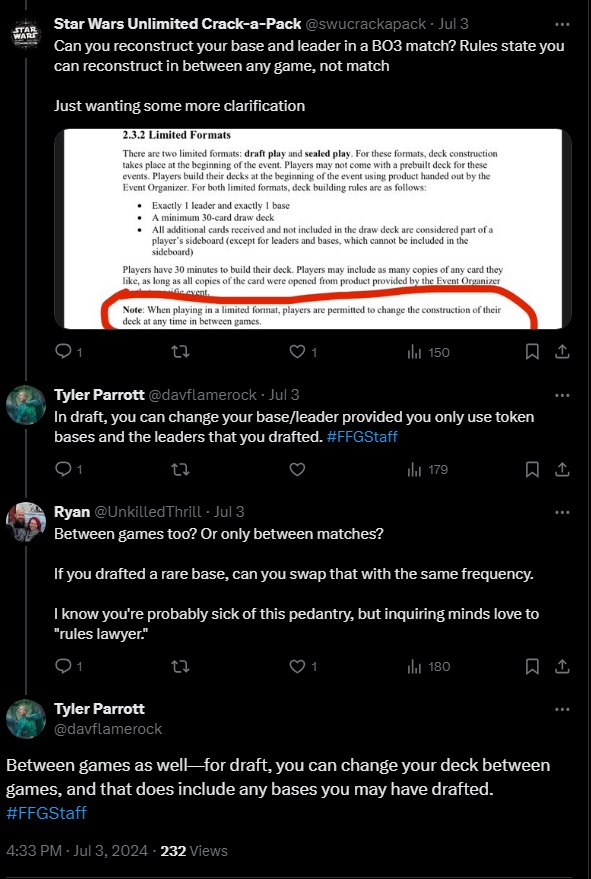 STAR
WARS
Star Wars Unlimited Crack-a-Pack @swucrackapack · Jul 3
Can you reconstruct your base and leader in a BO3 match? Rules state you
can reconstruct in between any game, not match
Just wanting some more clarification
2.3.2 Limited Formats
There are two limited formats: draft play and sealed play. For these formats, deck construction
takes place at the beginning of the event. Players may not come with a prebuilt deck for these
events. Players build their decks at the beginning of the event using product handed out by the
Event Organizer. For both limited formats, deck building rules are as follows:
• Exactly 1 leader and exactly 1 base
• A minimum 30-card draw deck
• All additional cards received and not included in the draw deck are considered part of a
player's sideboard (except for leaders and bases, which cannot be included in the
sideboard)
Players have 30 minutes to build their deck. Players may include as many copies of any card they
like, as long as all copies of the card were opened from product provided by the Event Organizer
event.
Note: When playing in a limited format, players are permitted to change the construction of their
deck at any time in between games.
1 1 150
Tyler Parrott @davflamerock · Jul 3
In draft, you can change your base/leader provided you only use token
bases and the leaders that you drafted. #FFGStaff
1 179
Ryan @UnkilledThrill · Jul 3
Between games too? Or only between matches?
If you drafted a rare base, can you swap that with the same frequency.
I know you're probably sick of this pedantry, but inquiring minds love to
"rules lawyer."
1 1 180
Tyler Parrott
@davflamerock
Between games as well—for draft, you can change your deck between
games, and that does include any bases you may have drafted.
#FFGStaff
4:33 PM · Jul 3, 2024 · 232 Views